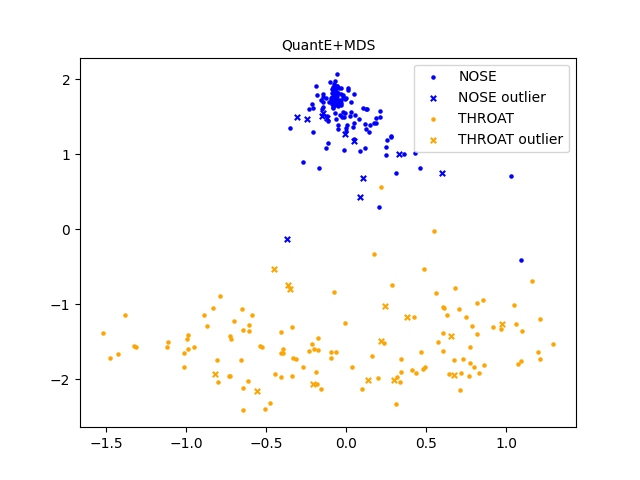 QuantE+MDS
NOSE
NOSE outlier
THROAT
THROAT outlier
2
1
0
−1
−2
−1.5 −1.0 −0.5 0.0 0.5 1.0